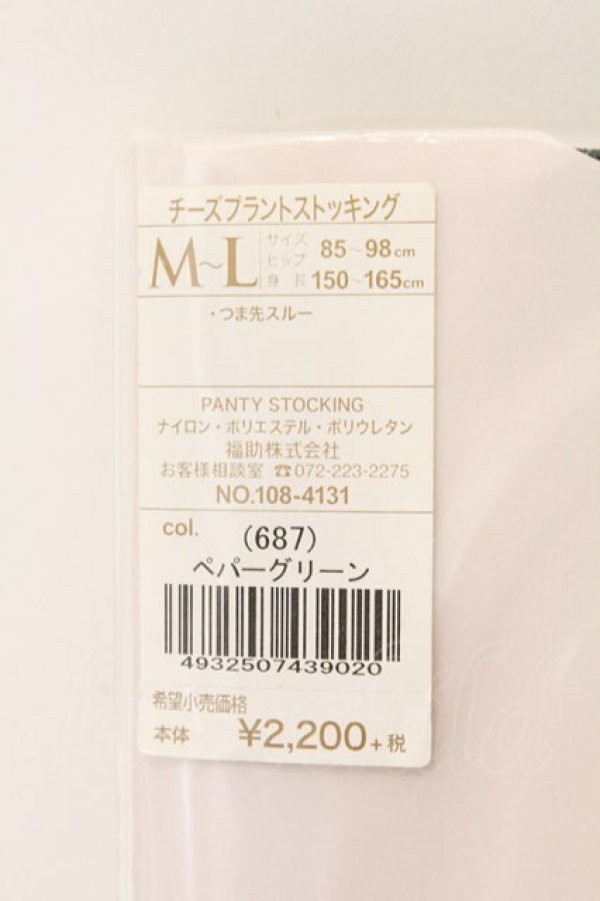 チーズプラントストッキング
M~L
サイズ
ヒップ 85~98cm
身長 150~165cm
・つま先スルー
PANTY STOCKING
ナイロン・ポリエステル・ポリウレタン
福助株式会社
お客様相談室 ☎072-223-2275
NO.108-4131
col. (687)
ペパーグリーン
4932507439020
希望小売価格
本体 ¥2,200+税